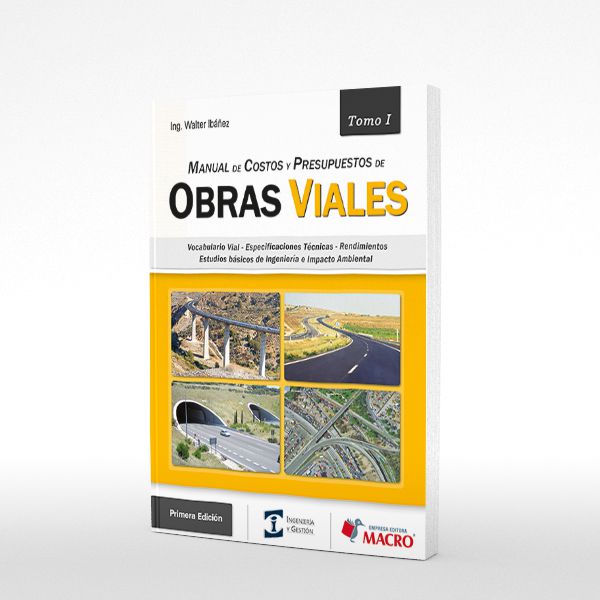 Ing. Walter Ibáñez
Tomo I
MANUAL DE COSTOS Y PRESUPUESTOS DE
OBRAS VIALES
Vocabulario Vial - Especificaciones Técnicas - Rendimientos
Estudios básicos de Ingeniería e Impacto Ambiental
Primera Edición
i
INGENIERÍA
Y GESTIÓN
EMPRESA EDITORA
MACRO®